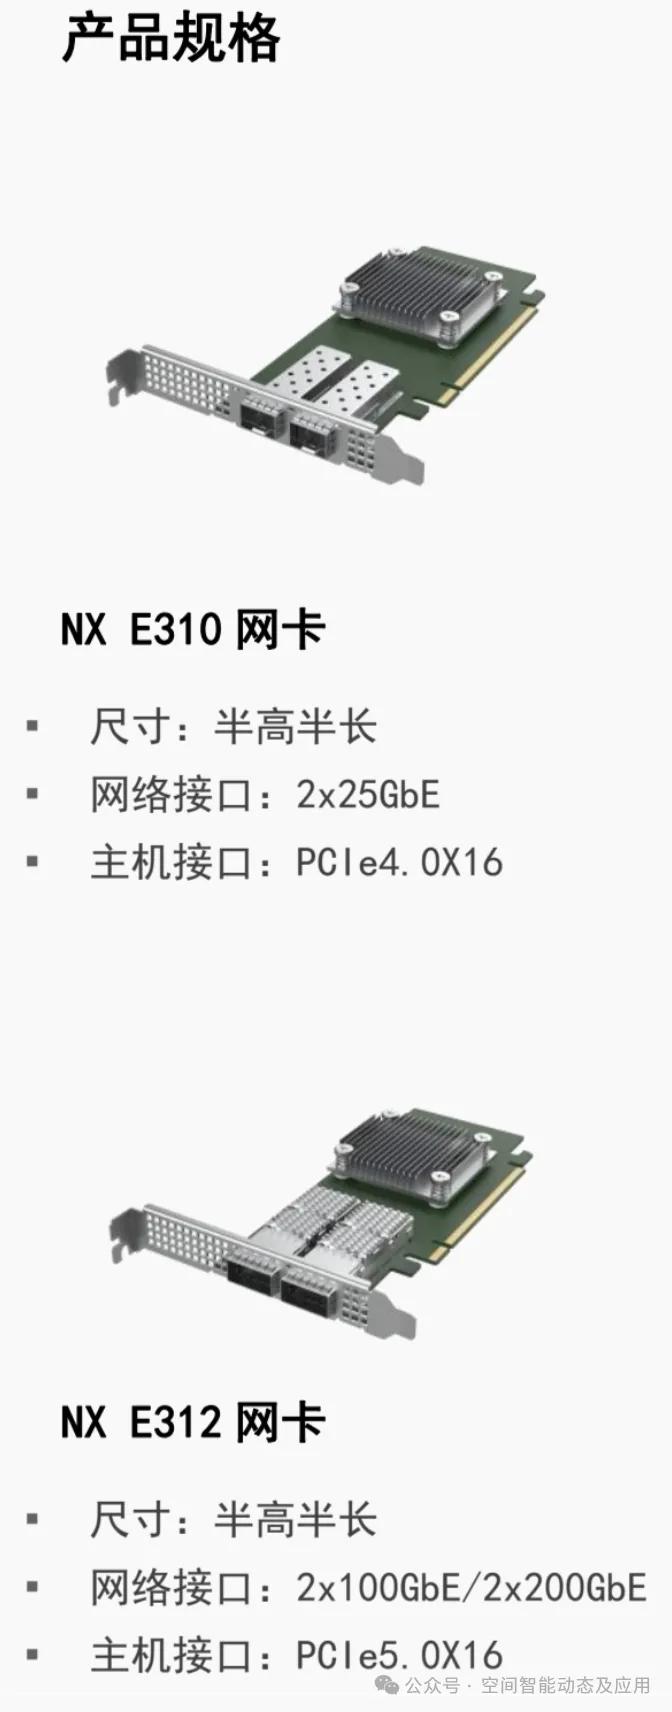 产品规格
NX E310 网卡
▪ 尺寸：半高半长
▪ 网络接口：2x25GbE
▪ 主机接口：PCIe4.0X16
NX E312 网卡
▪ 尺寸：半高半长
▪ 网络接口：2x100GbE/2x200GbE
▪ 主机接口：PCIe5.0X16
公众号 · 空间智能动态及应用